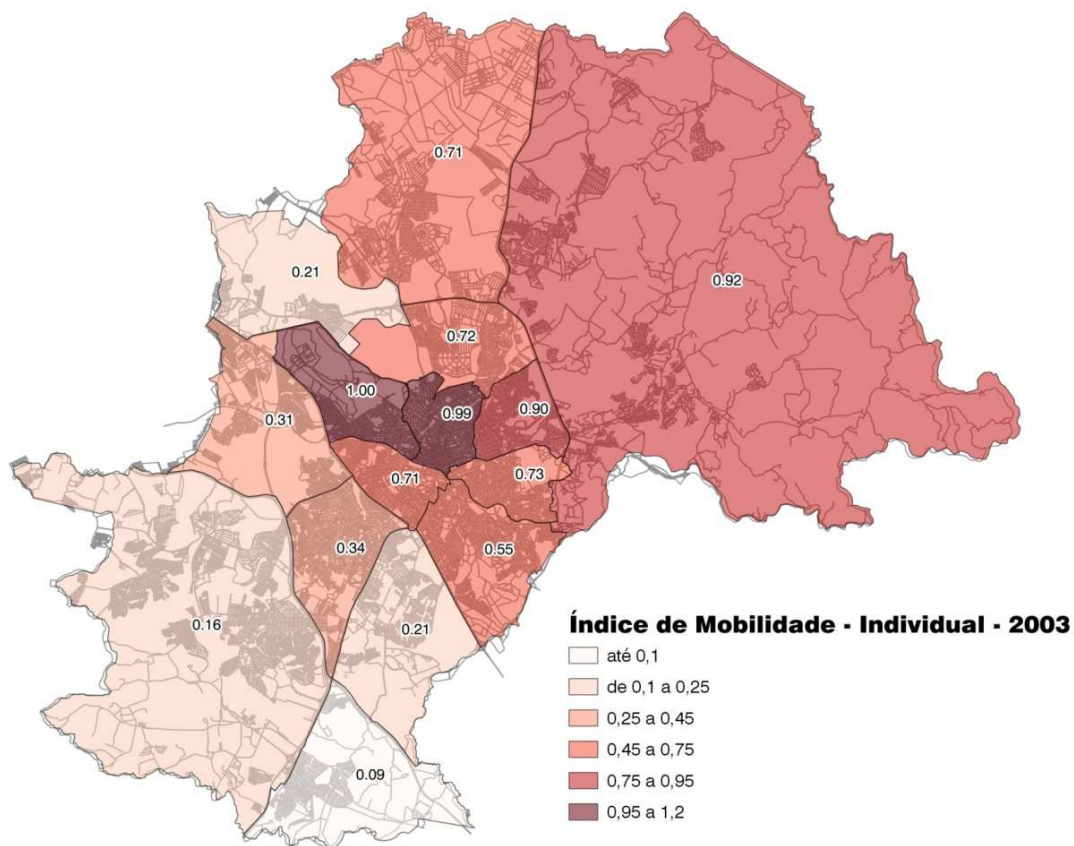 0.71
0.21
0.92
0.72
1.00
0.99
0.90
0.31
0.71
0.73
0.34
0.55
0.16
0.21
0.09
Índice de Mobilidade - Individual - 2003
até 0,1
de 0,1 a 0,25
0,25 a 0,45
0,45 a 0,75
0,75 a 0,95
0,95 a 1,2